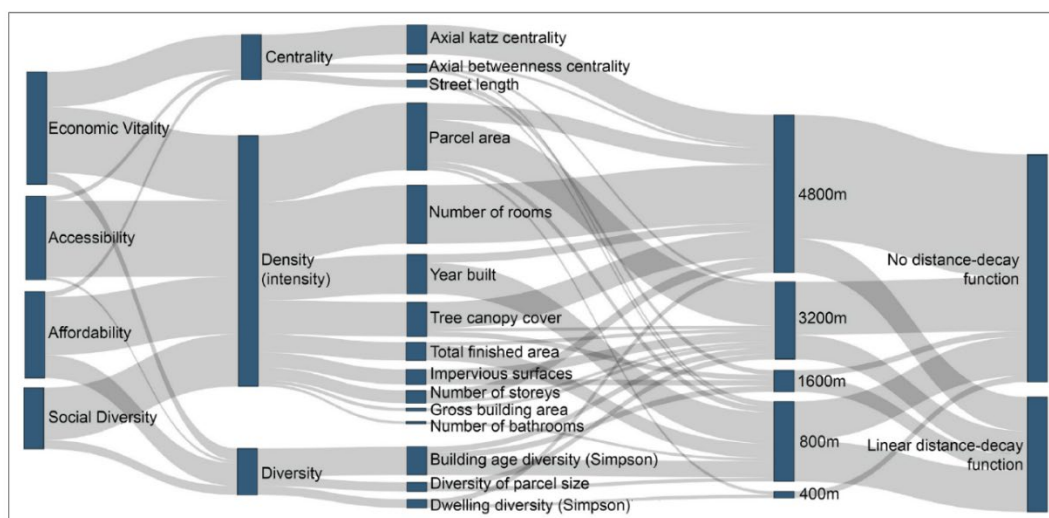 Economic Vitality
Accessibility
Affordability
Social Diversity
Centrality
Density
(intensity)
Diversity
Axial katz centrality
Axial betweenness centrality
Street length
Parcel area
Number of rooms
Year built
Tree canopy cover
Total finished area
Impervious surfaces
Number of storeys
Gross building area
Number of bathrooms
Building age diversity (Simpson)
Diversity of parcel size
Dwelling diversity (Simpson)
4800m
3200m
1600m
800m
400m
No distance-decay
function
Linear distance-decay
function